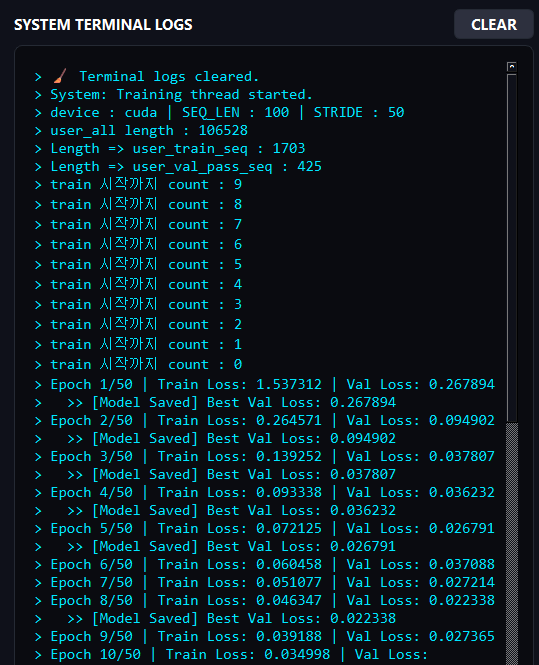 SYSTEM TERMINAL LOGS
CLEAR
> 🧹 Terminal logs cleared.
> System: Training thread started.
> device : cuda | SEQ_LEN : 100 | STRIDE : 50
> user_all length : 106528
> Length => user_train_seq : 1703
> Length => user_val_pass_seq : 425
> train 시작까지 count : 9
> train 시작까지 count : 8
> train 시작까지 count : 7
> train 시작까지 count : 6
> train 시작까지 count : 5
> train 시작까지 count : 4
> train 시작까지 count : 3
> train 시작까지 count : 2
> train 시작까지 count : 1
> train 시작까지 count : 0
> Epoch 1/50 | Train Loss: 1.537312 | Val Loss: 0.267894
>   >> [Model Saved] Best Val Loss: 0.267894
> Epoch 2/50 | Train Loss: 0.264571 | Val Loss: 0.094902
>   >> [Model Saved] Best Val Loss: 0.094902
> Epoch 3/50 | Train Loss: 0.139252 | Val Loss: 0.037807
>   >> [Model Saved] Best Val Loss: 0.037807
> Epoch 4/50 | Train Loss: 0.093338 | Val Loss: 0.036232
>   >> [Model Saved] Best Val Loss: 0.036232
> Epoch 5/50 | Train Loss: 0.072125 | Val Loss: 0.026791
>   >> [Model Saved] Best Val Loss: 0.026791
> Epoch 6/50 | Train Loss: 0.060458 | Val Loss: 0.037088
> Epoch 7/50 | Train Loss: 0.051077 | Val Loss: 0.027214
> Epoch 8/50 | Train Loss: 0.046347 | Val Loss: 0.022338
>   >> [Model Saved] Best Val Loss: 0.022338
> Epoch 9/50 | Train Loss: 0.039188 | Val Loss: 0.027365
> Epoch 10/50 | Train Loss: 0.034998 | Val Loss: